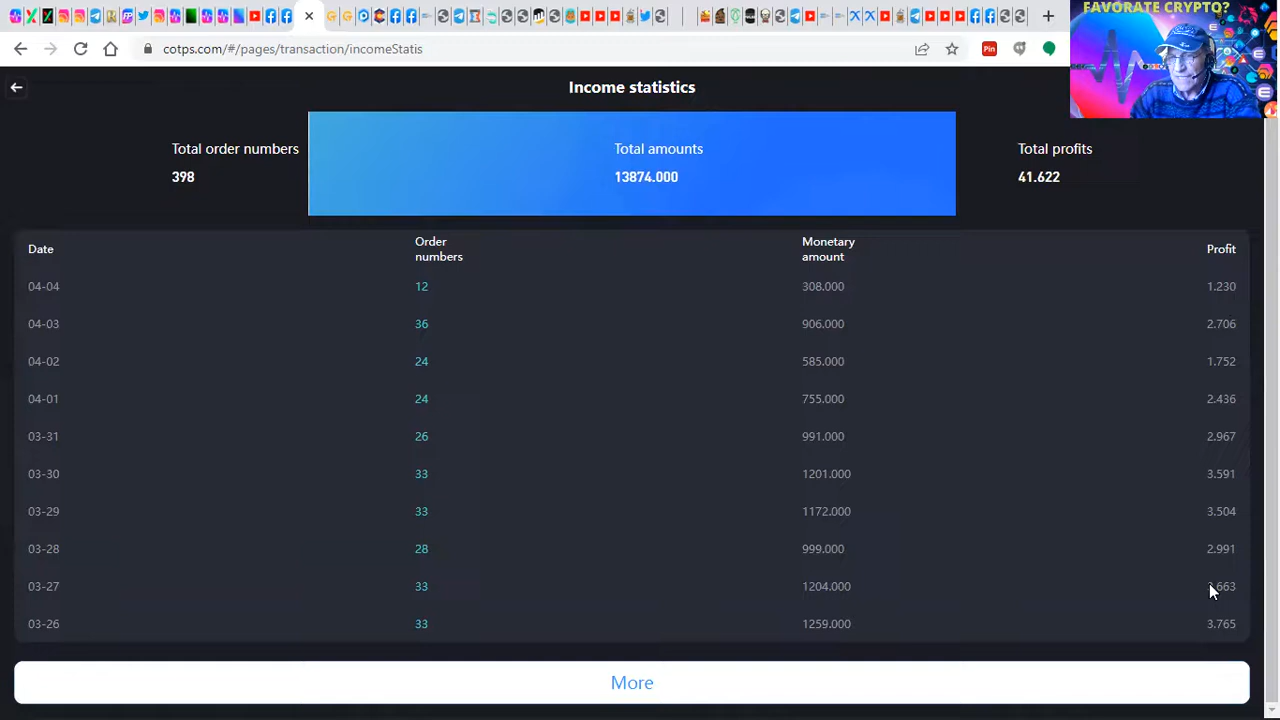 FAVORATE CRYPTO?
cotps.com/#/pages/transaction/incomeStatis
Pin
Income statistics
Total order numbers
398
Total amounts
13874.000
Total profits
41.622
Date
Order
numbers
Monetary
amount
Profit
04-04 12 308.000 1.230
04-03 36 906.000 2.706
04-02 24 585.000 1.752
04-01 24 755.000 2.436
03-31 26 991.000 2.967
03-30 33 1201.000 3.591
03-29 33 1172.000 3.504
03-28 28 999.000 2.991
03-27 33 1204.000
03-26 33 1259.000 3.765
More